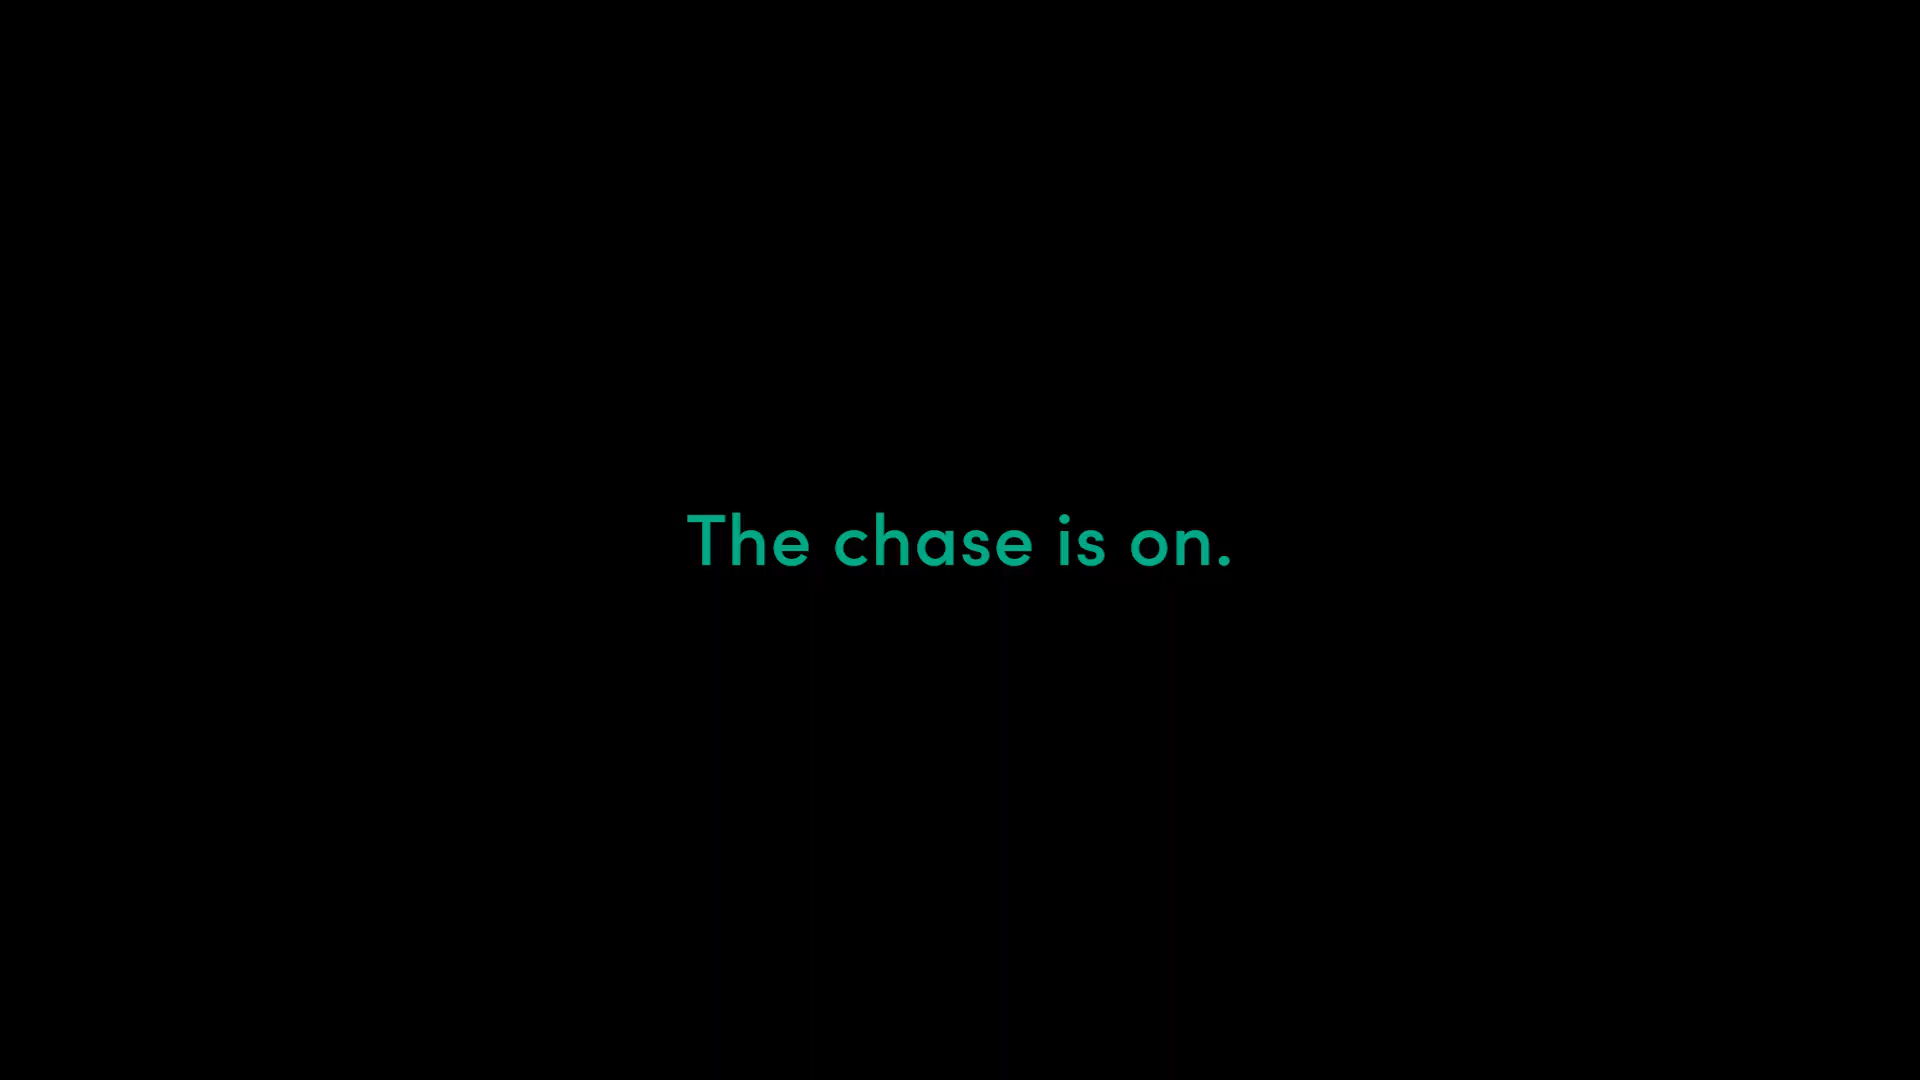 The chase is on.